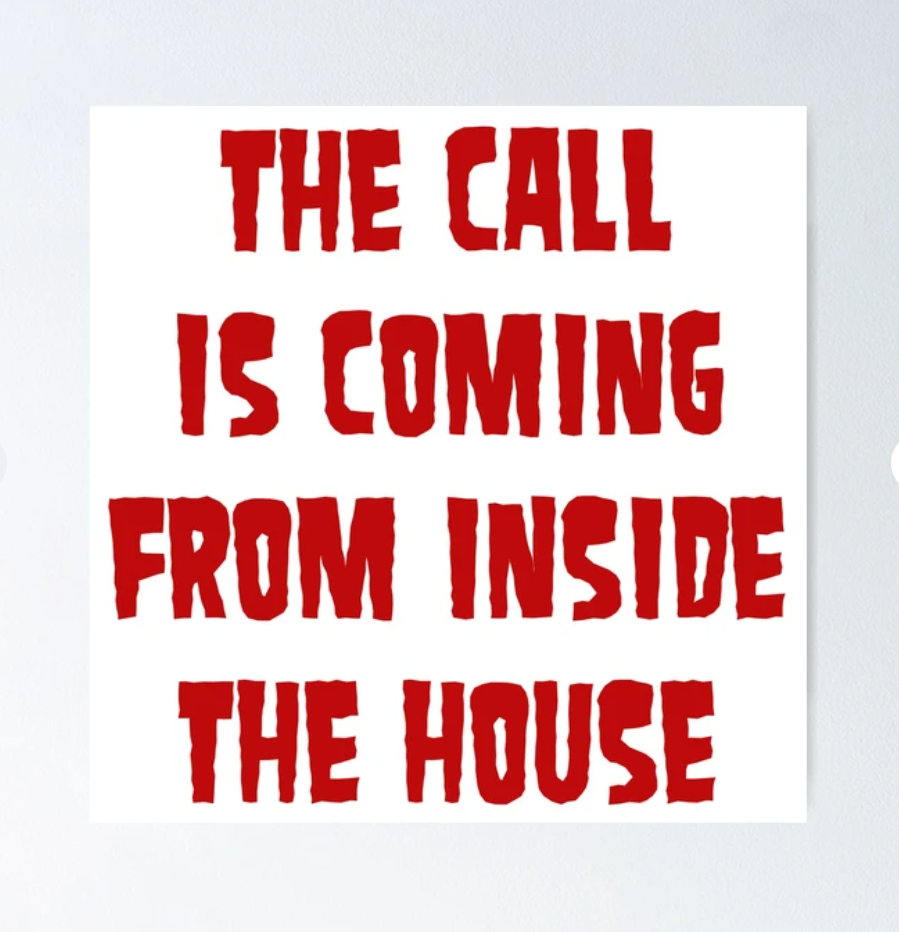 THE CALL
IS COMING
FROM INSIDE
THE HOUSE